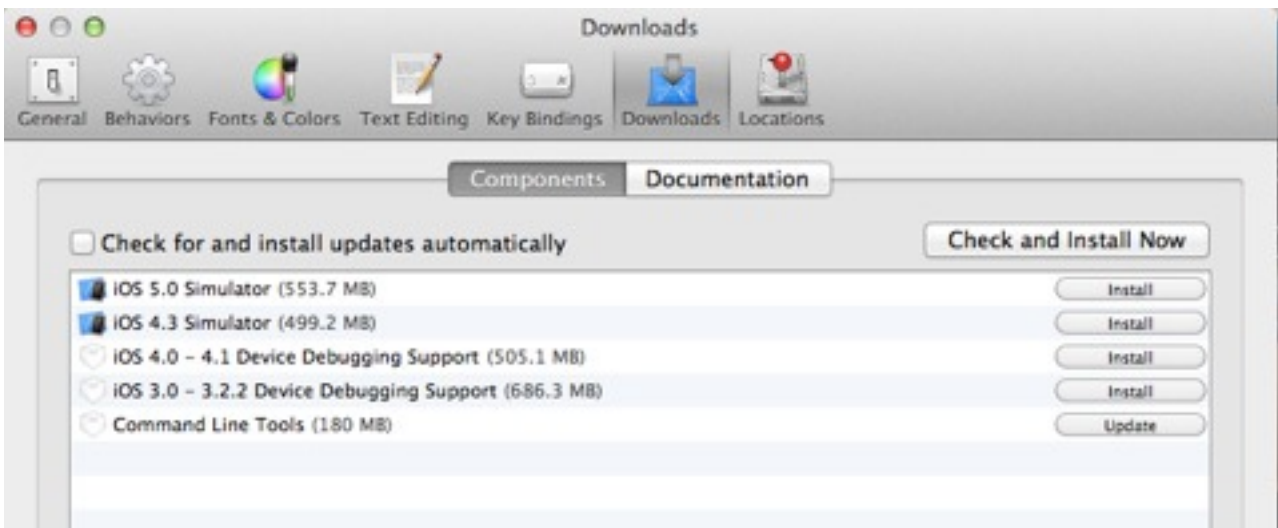 Downloads
General Behaviors Fonts & Colors Text Editing Key Bindings Downloads Locations
Components Documentation
Check for and install updates automatically Check and Install Now
iOS 5.0 Simulator (553.7 MB) Install
iOS 4.3 Simulator (499.2 MB) Install
iOS 4.0 – 4.1 Device Debugging Support (505.1 MB) Install
iOS 3.0 – 3.2.2 Device Debugging Support (686.3 MB) Install
Command Line Tools (180 MB) Update